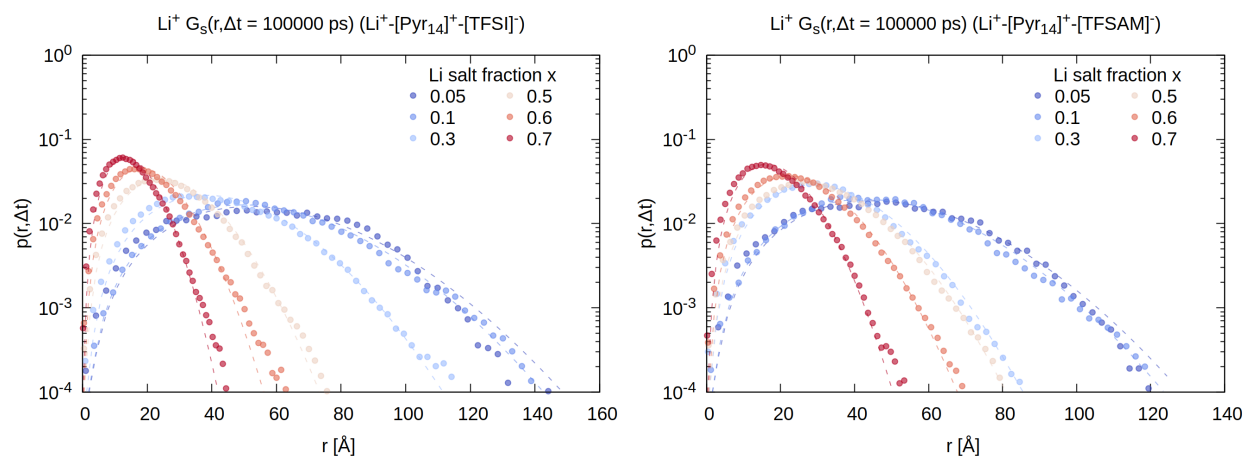 Li⁺ Gₛ(r,Δt = 100000 ps) (Li⁺-[Pyr₁₄]⁺-[TFSI]⁻)
p(r,Δt)
10⁰
10⁻¹
10⁻²
10⁻³
10⁻⁴
Li salt fraction x
0.05 0.5
0.1 0.6
0.3 0.7
0 20 40 60 80 100 120 140 160
r [Å]
Li⁺ Gₛ(r,Δt = 100000 ps) (Li⁺-[Pyr₁₄]⁺-[TFSAM]⁻)
p(r,Δt)
10⁰
10⁻¹
10⁻²
10⁻³
10⁻⁴
Li salt fraction x
0.05 0.5
0.1 0.6
0.3 0.7
0 20 40 60 80 100 120 140
r [Å]